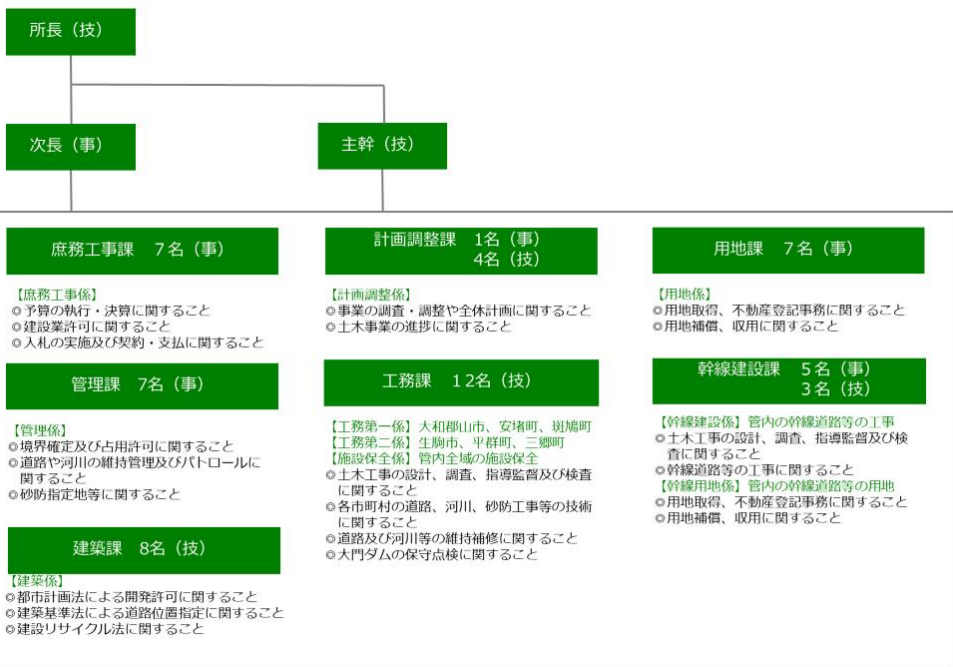 所長（技）
次長（事）
主幹（技）
庶務工事課　７名（事）
【庶務工事係】
◎予算の執行・決算に関すること
◎建設業許可に関すること
◎入札の実施及び契約・支払に関すること
管理課　7名（事）
【管理係】
◎境界確定及び占用許可に関すること
◎道路や河川の維持管理及びパトロールに
関すること
◎砂防指定地等に関すること
建築課　8名（技）
【建築係】
◎都市計画法による開発許可に関すること
◎建築基準法による道路位置指定に関すること
◎建設リサイクル法に関すること
計画調整課　1名（事）
4名（技）
【計画調整係】
◎事業の調査・調整や全体計画に関すること
◎土木事業の進捗に関すること
工務課　１2名（技）
【工務第一係】大和郡山市、安堵町、斑鳩町
【工務第二係】生駒市、平群町、三郷町
【施設保全係】管内全域の施設保全
◎土木工事の設計、調査、指導監督及び検査
に関すること
◎各市町村の道路、河川、砂防工事等の技術
に関すること
◎道路及び河川等の維持補修に関すること
◎大門ダムの保守点検に関すること
用地課　７名（事）
【用地係】
◎用地取得、不動産登記事務に関すること
◎用地補償、収用に関すること
幹線建設課　５名（事）
３名（技）
【幹線建設係】管内の幹線道路等の工事
◎土木工事の設計、調査、指導監督及び検
査に関すること
◎幹線道路等の工事に関すること
【幹線用地係】管内の幹線道路等の用地
◎用地取得、不動産登記事務に関すること
◎用地補償、収用に関すること